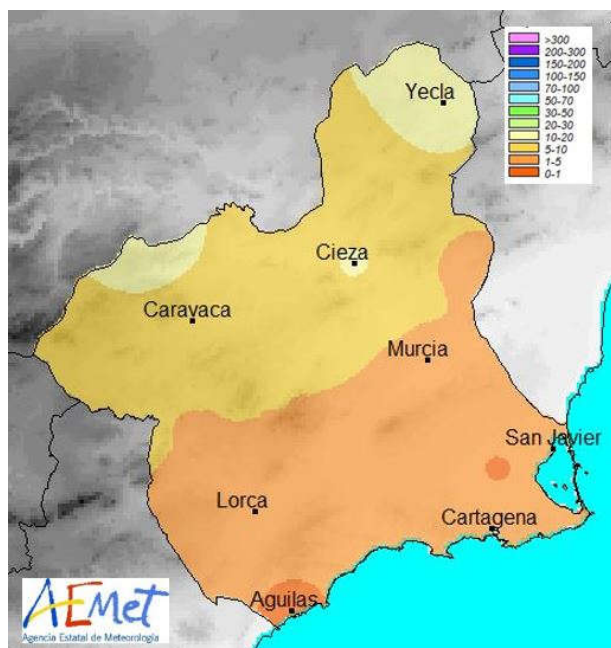 >300
200-300
150-200
100-150
70-100
50-70
30-50
20-30
10-20
5-10
1-5
0-1
Yecla
Cieza
Caravaca
Murcia
San Javier
Lorca
Cartagena
Aguilas
AEMet
Agencia Estatal de Meteorología